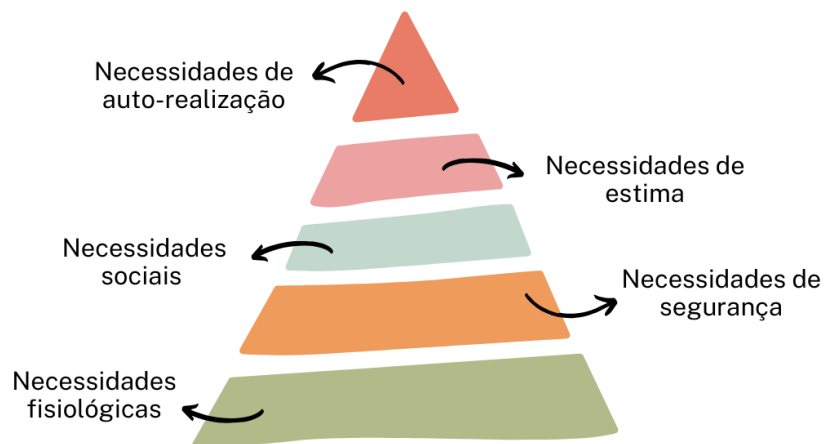 Necessidades de
auto-realização
Necessidades de
estima
Necessidades
sociais
Necessidades de
segurança
Necessidades
fisiológicas